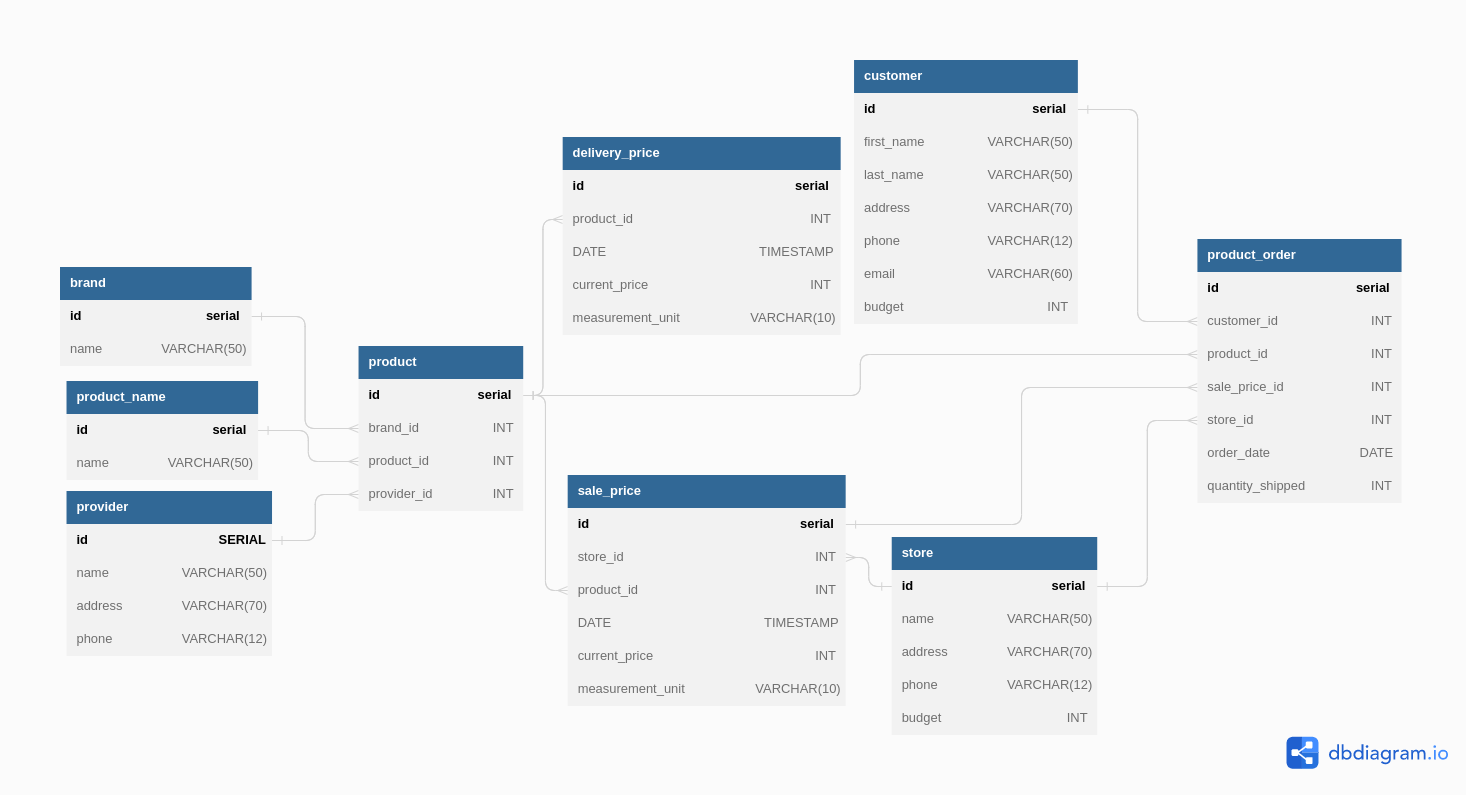 customer
id serial
first_name VARCHAR(50)
last_name VARCHAR(50)
address VARCHAR(70)
phone VARCHAR(12)
email VARCHAR(60)
budget INT
delivery_price
id serial
product_id INT
DATE TIMESTAMP
current_price INT
measurement_unit VARCHAR(10)
product_order
id serial
customer_id INT
product_id INT
sale_price_id INT
store_id INT
order_date DATE
quantity_shipped INT
brand
id serial
name VARCHAR(50)
product
id serial
brand_id INT
product_id INT
provider_id INT
product_name
id serial
name VARCHAR(50)
provider
id SERIAL
name VARCHAR(50)
address VARCHAR(70)
phone VARCHAR(12)
sale_price
id serial
store_id INT
product_id INT
DATE TIMESTAMP
current_price INT
measurement_unit VARCHAR(10)
store
id serial
name VARCHAR(50)
address VARCHAR(70)
phone VARCHAR(12)
budget INT
dbdiagram.io